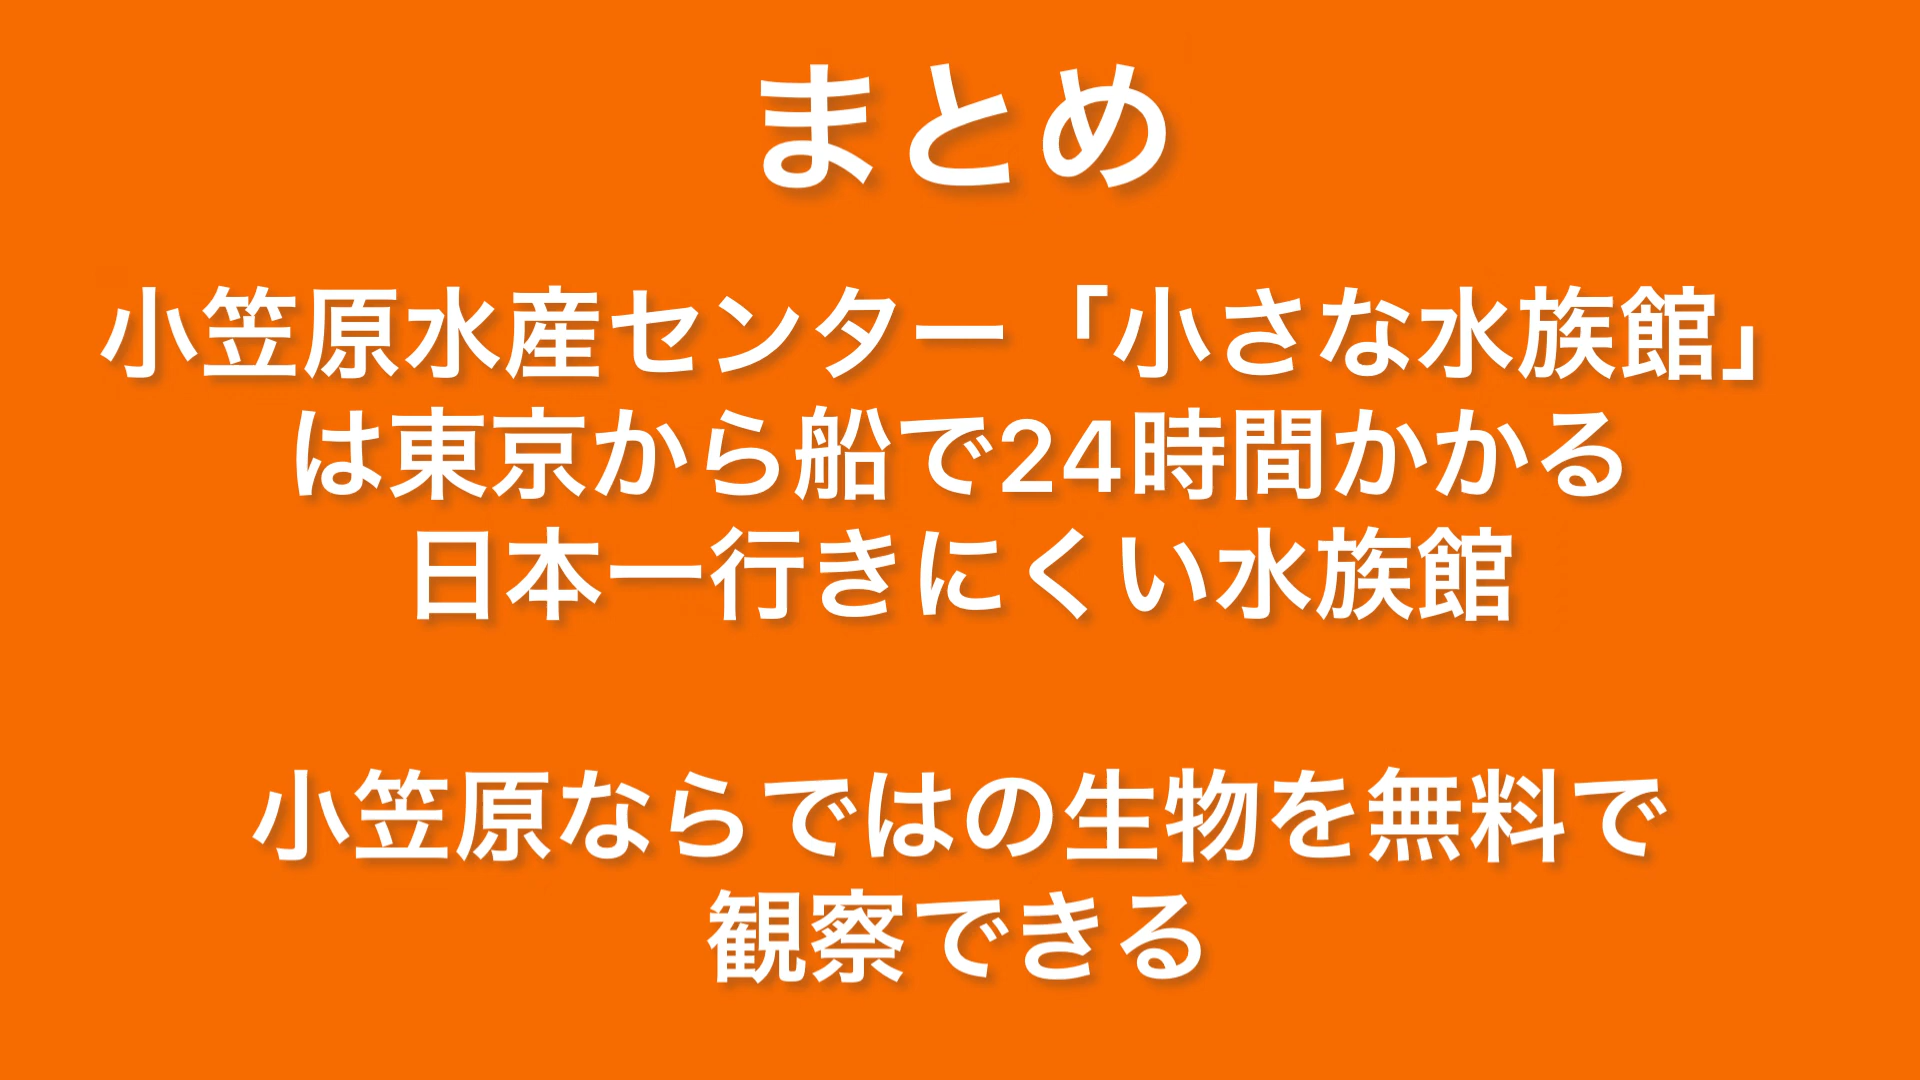 まとめ
小笠原水産センター「小さな水族館」
は東京から船で24時間かかる
日本一行きにくい水族館
小笠原ならではの生物を無料で
観察できる